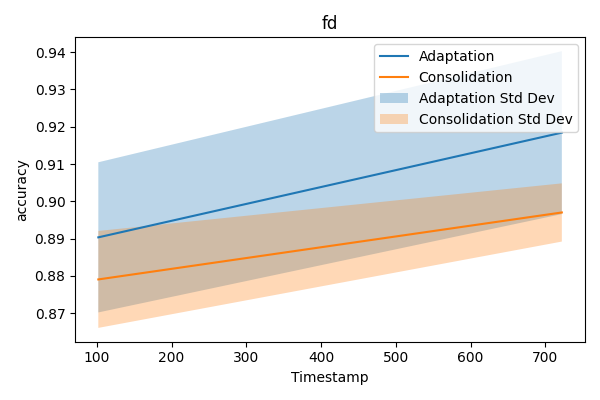 fd
Adaptation
Consolidation
Adaptation Std Dev
Consolidation Std Dev
accuracy
0.94
0.93
0.92
0.91
0.90
0.89
0.88
0.87
100 200 300 400 500 600 700
Timestamp